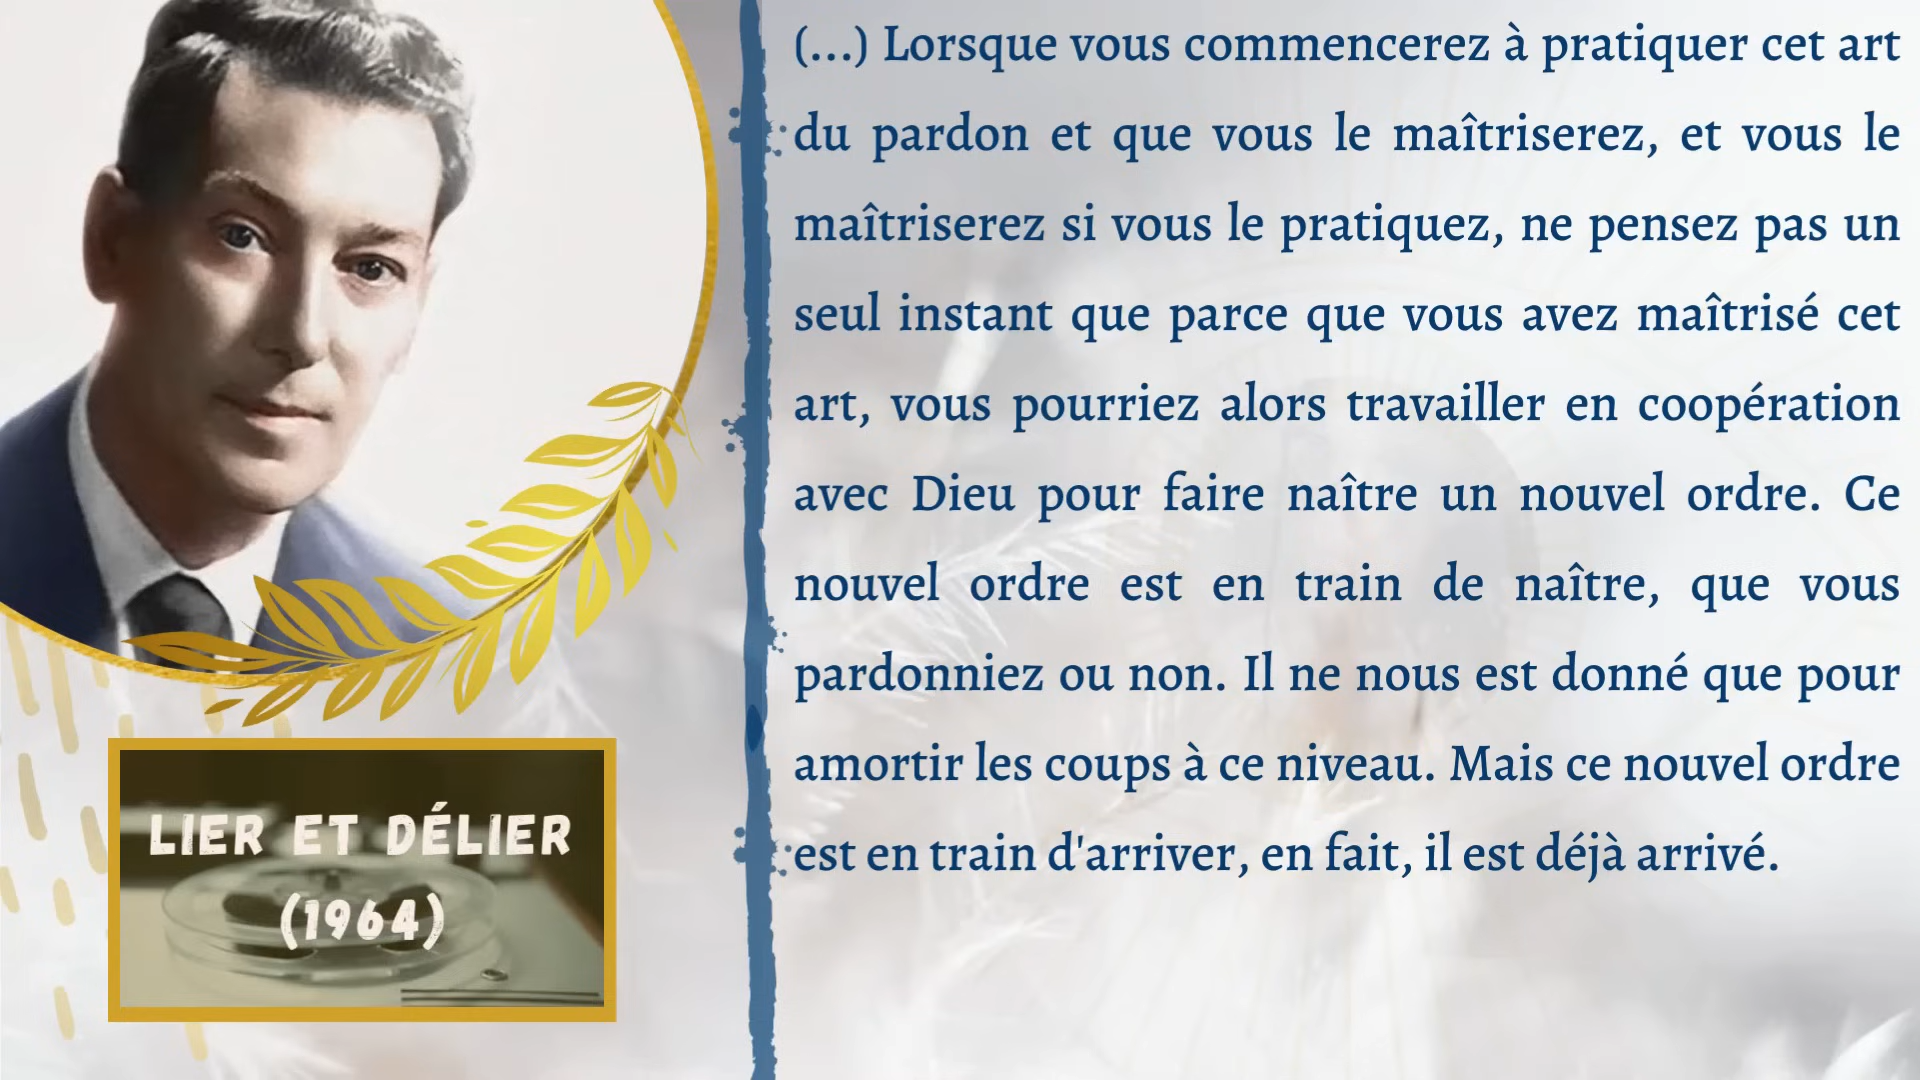 (...) Lorsque vous commencerez à pratiquer cet art
du pardon et que vous le maîtriserez, et vous le
maîtriserez si vous le pratiquez, ne pensez pas un
seul instant que parce que vous avez maîtrisé cet
art, vous pourriez alors travailler en coopération
avec Dieu pour faire naître un nouvel ordre. Ce
nouvel ordre est en train de naître, que vous
pardonniez ou non. Il ne nous est donné que pour
amortir les coups à ce niveau. Mais ce nouvel ordre
est en train d'arriver, en fait, il est déjà arrivé.
LIER ET DÉLIER
(1964)